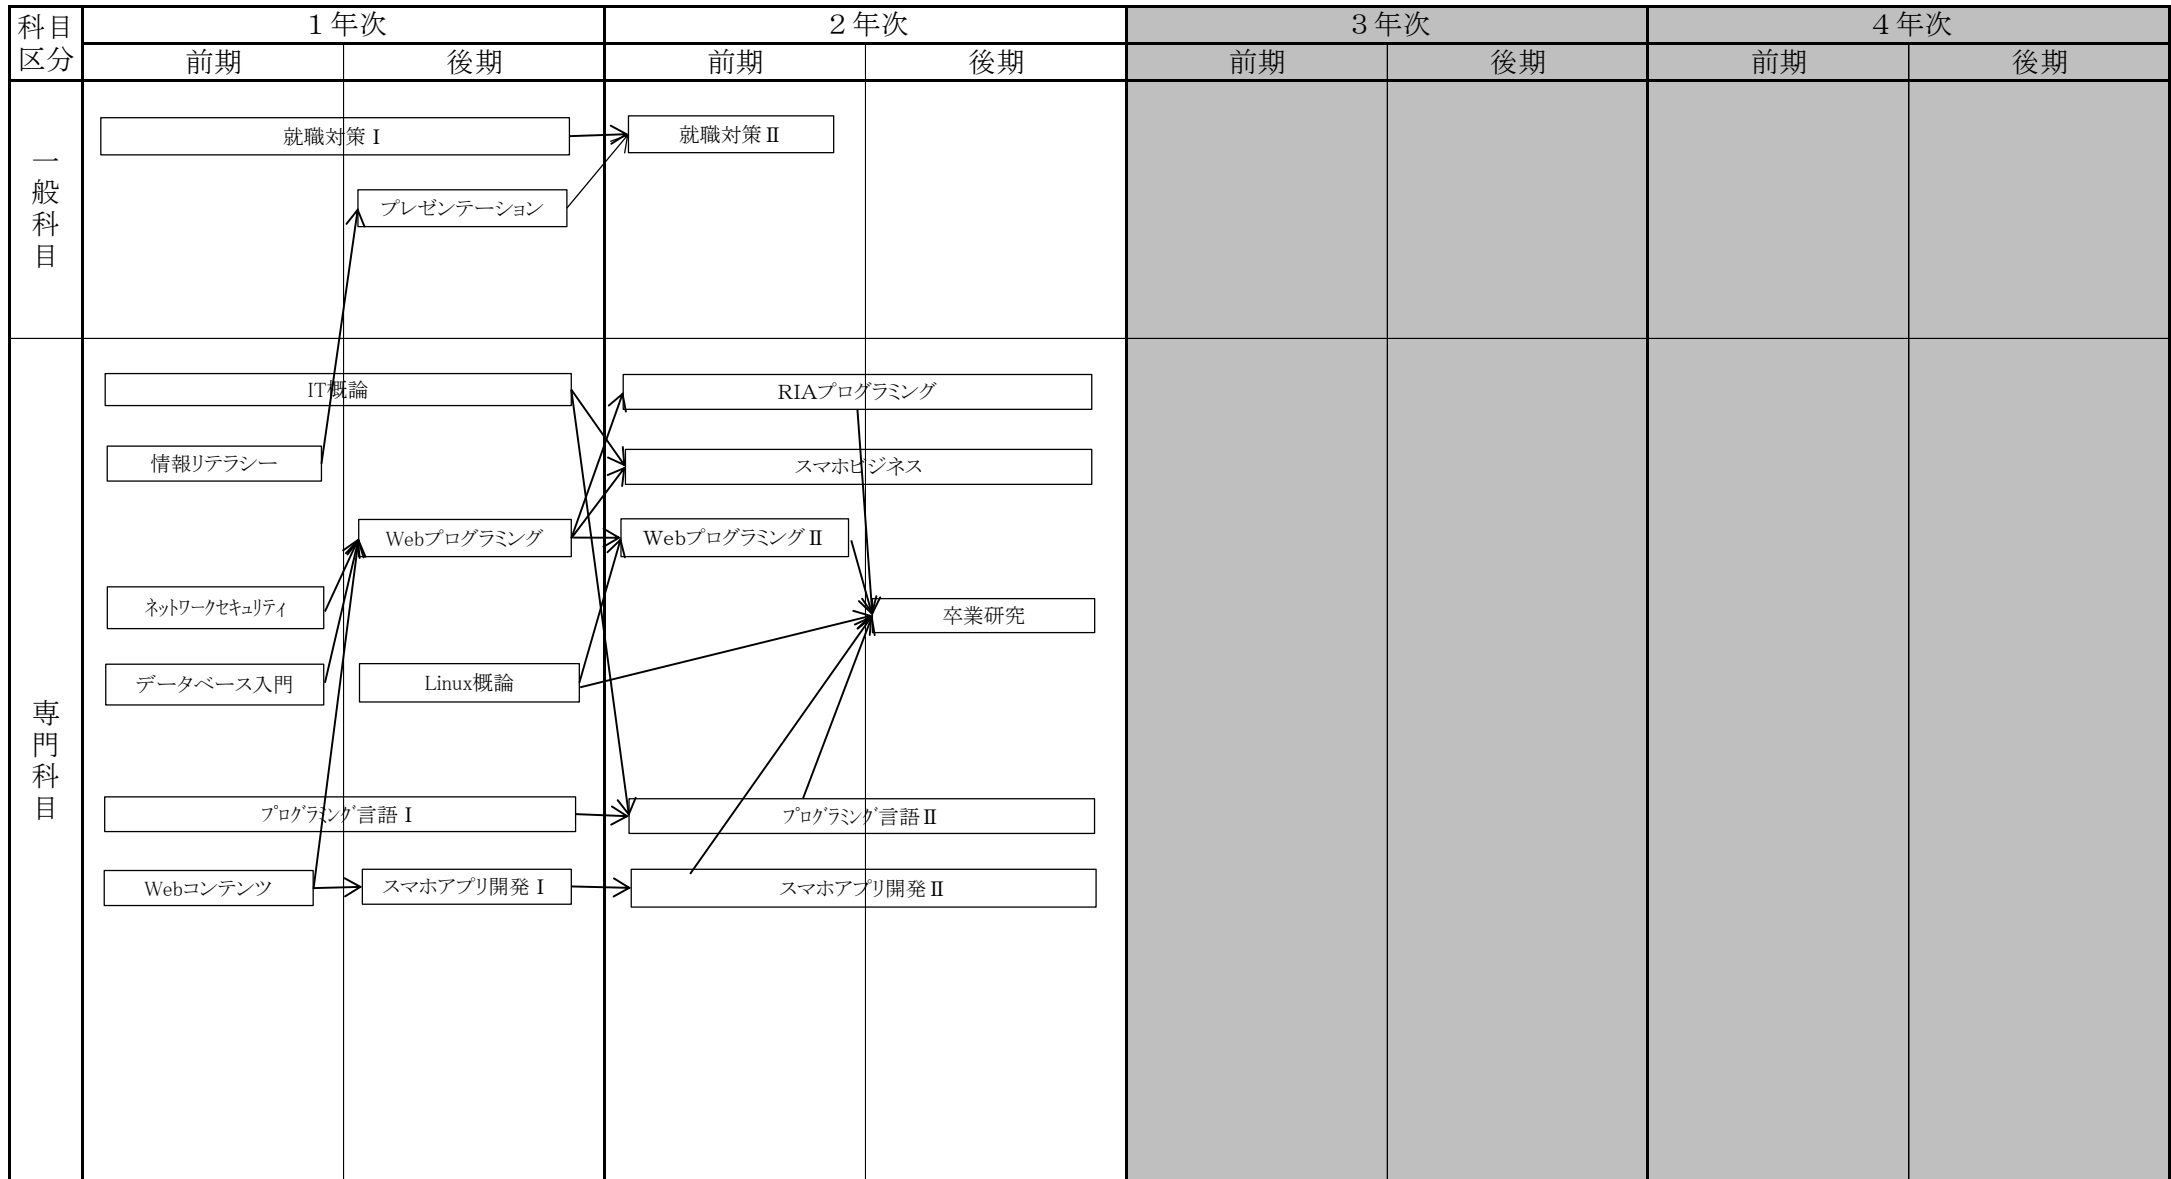 科目
区分
１年次
２年次
３年次
４年次
前期
後期
前期
後期
前期
後期
前期
後期
一般科目
就職対策Ⅰ
就職対策Ⅱ
プレゼンテーション
専門科目
IT概論
RIAプログラミング
情報リテラシー
スマホビジネス
Webプログラミング
WebプログラミングⅡ
ネットワークセキュリティ
卒業研究
データベース入門
Linux概論
ﾌﾟﾛｸﾞﾗﾐﾝｸﾞ言語Ⅰ
ﾌﾟﾛｸﾞﾗﾐﾝｸﾞ言語Ⅱ
Webコンテンツ
スマホアプリ開発Ⅰ
スマホアプリ開発Ⅱ